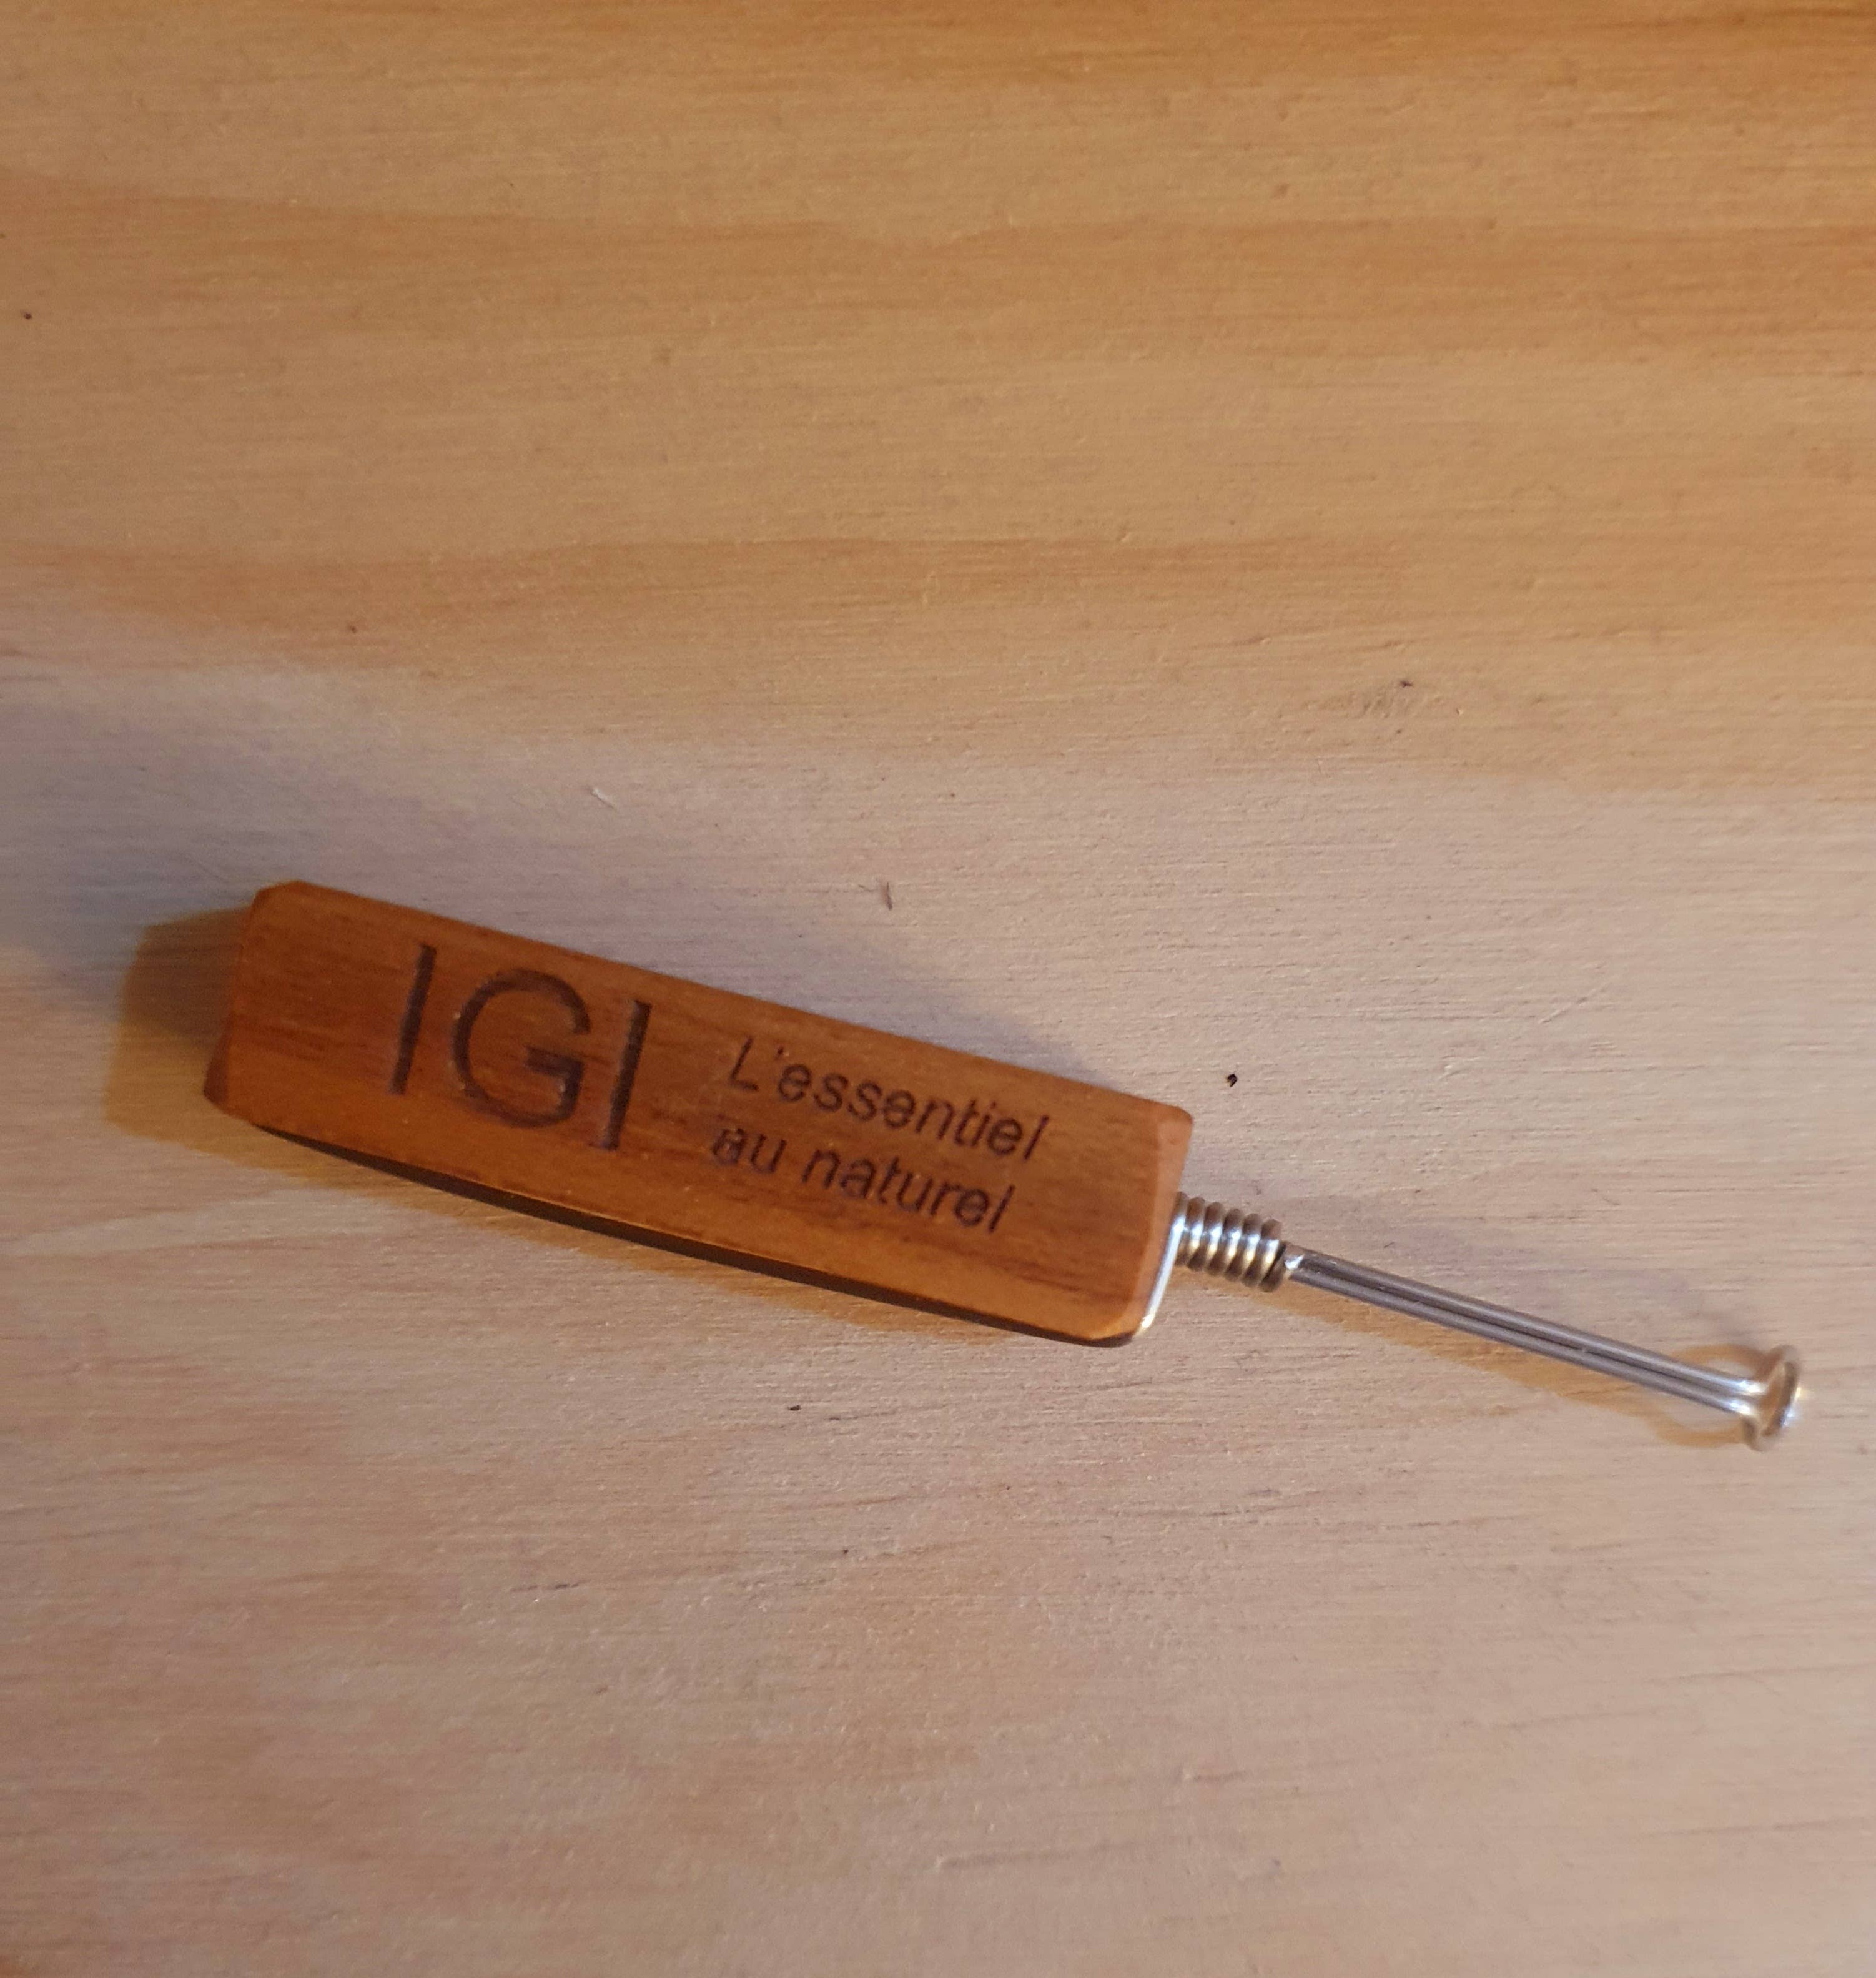 IGI
L'essentiel
au naturel